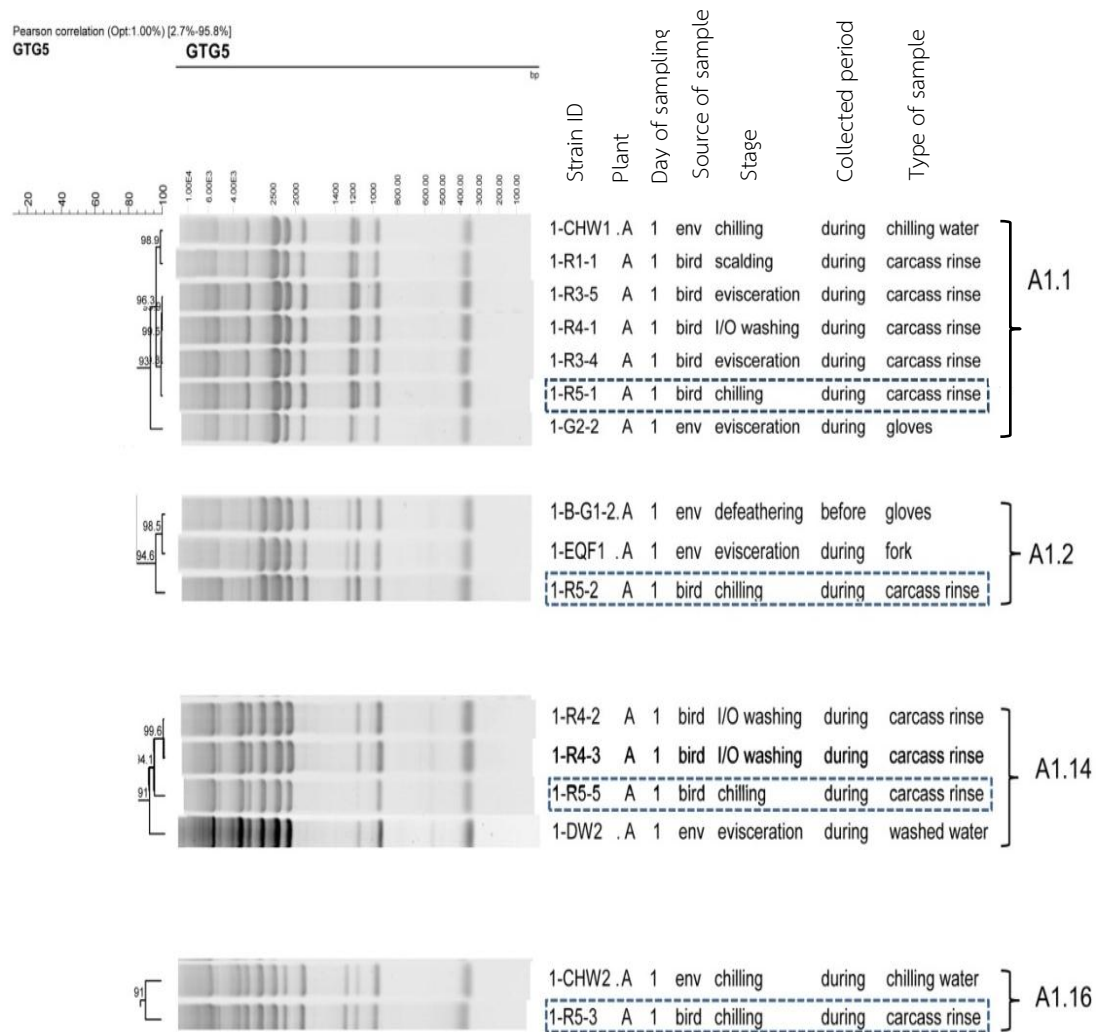 Pearson correlation (Opt:1.00%) [2.7%-95.8%]
GTG5 GTG5
bp
Strain ID Plant Day of sampling Source of sample Stage Collected period Type of sample
20 40 60 80 100 1.00E4 6.00E3 4.00E3 2500 2000 1400 1200 1000 800.00 600.00 500.00 400.00 300.00 200.00 100.00
98.9 1-CHW1 .A 1 env chilling during chilling water
1-R1-1 A 1 bird scalding during carcass rinse
A1.1
96.3 1-R3-5 A 1 bird evisceration during carcass rinse
1-R4-1 A 1 bird I/O washing during carcass rinse
1-R3-4 A 1 bird evisceration during carcass rinse
1-R5-1 A 1 bird chilling during carcass rinse
1-G2-2 A 1 env evisceration during gloves
98.5 1-B-G1-2.A 1 env defeathering before gloves
94.6 1-EQF1 .A 1 env evisceration during fork A1.2
1-R5-2 A 1 bird chilling during carcass rinse
99.6 1-R4-2 A 1 bird I/O washing during carcass rinse
1-R4-3 A 1 bird I/O washing during carcass rinse A1.14
91 1-R5-5 A 1 bird chilling during carcass rinse
1-DW2 .A 1 env evisceration during washed water
91 1-CHW2 .A 1 env chilling during chilling water A1.16
1-R5-3 A 1 bird chilling during carcass rinse